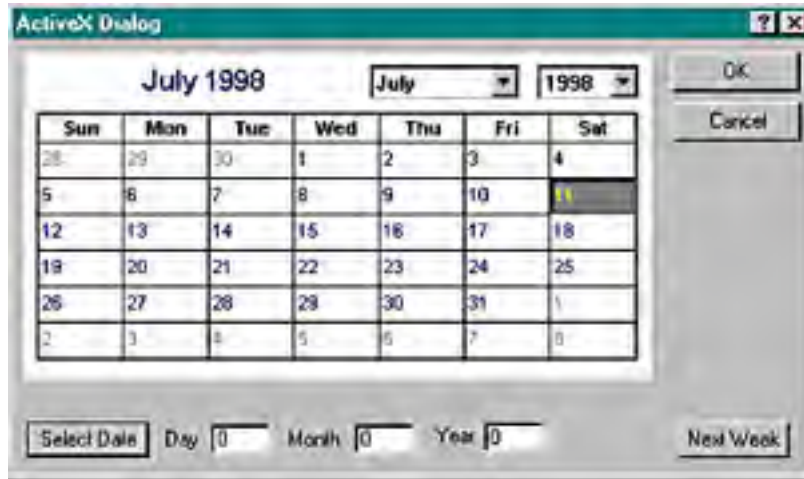 ActiveX Dialog ? X
July 1998 July 1998 OK
Cancel
Sun Mon Tue Wed Thu Fri Sat
28 29 30 1 2 3 4
5 6 7 8 9 10 11
12 13 14 15 16 17 18
19 20 21 22 23 24 25
26 27 28 29 30 31 1
2 3 4 5 6 7 8
Select Date Day 0 Month 0 Year 0 Next Week